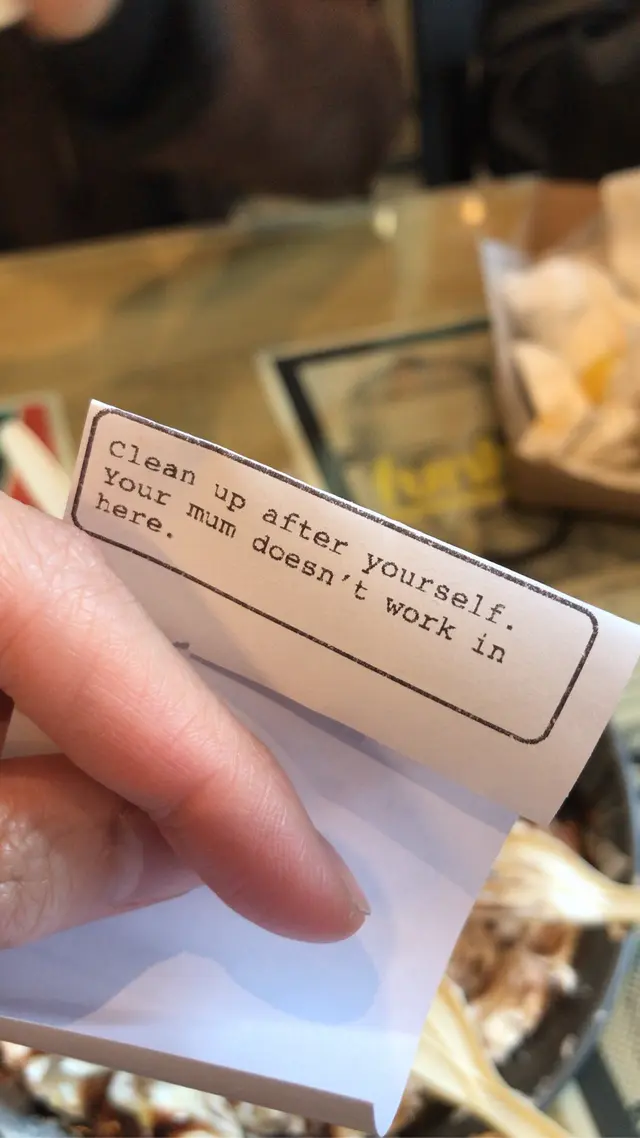 Clean up after yourself.
Your mum doesn't work in
here.